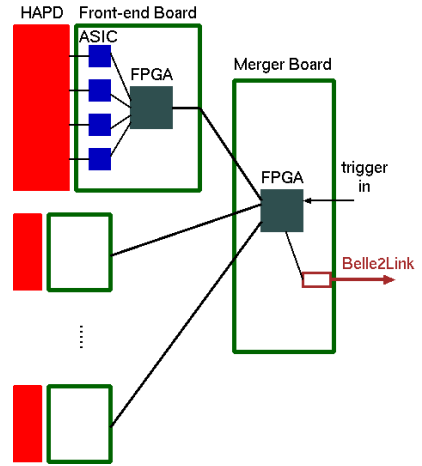 HAPD
Front-end Board
ASIC
FPGA
Merger Board
FPGA
trigger
in
Belle2Link